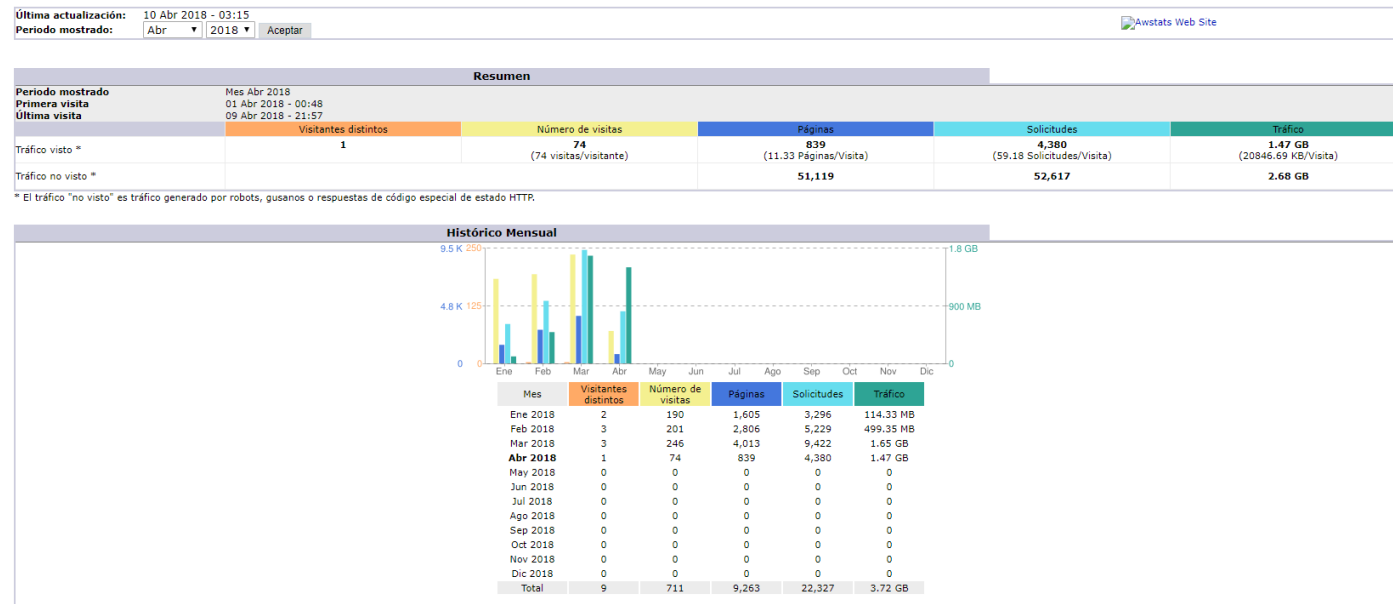 Última actualización: 10 Abr 2018 - 03:15
Periodo mostrado: Abr 2018 Aceptar
Awstats Web Site
Resumen
Periodo mostrado Mes Abr 2018
Primera visita 01 Abr 2018 - 00:48
Última visita 09 Abr 2018 - 21:57
Visitantes distintos Número de visitas Páginas Solicitudes Tráfico
Tráfico visto * 1 74 839 4,380 1.47 GB
(74 visitas/visitante) (11.33 Páginas/Visita) (59.18 Solicitudes/Visita) (20846.69 KB/Visita)
Tráfico no visto * 51,119 52,617 2.68 GB
* El tráfico "no visto" es tráfico generado por robots, gusanos o respuestas de código especial de estado HTTP.
Histórico Mensual
9.5 K 250 1.8 GB
4.8 K 125 900 MB
0 0 0
Ene Feb Mar Abr May Jun Jul Ago Sep Oct Nov Dic
Mes Visitantes distintos Número de visitas Páginas Solicitudes Tráfico
Ene 2018 2 190 1,605 3,296 114.33 MB
Feb 2018 3 201 2,806 5,229 499.35 MB
Mar 2018 3 246 4,013 9,422 1.65 GB
Abr 2018 1 74 839 4,380 1.47 GB
May 2018 0 0 0 0 0
Jun 2018 0 0 0 0 0
Jul 2018 0 0 0 0 0
Ago 2018 0 0 0 0 0
Sep 2018 0 0 0 0 0
Oct 2018 0 0 0 0 0
Nov 2018 0 0 0 0 0
Dic 2018 0 0 0 0 0
Total 9 711 9,263 22,327 3.72 GB